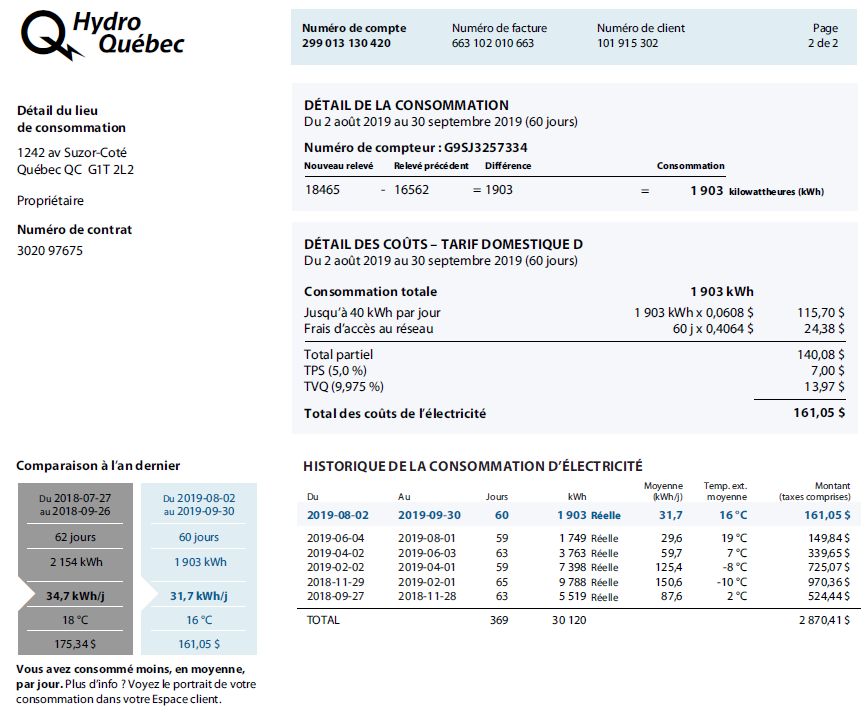 Hydro
Québec
Numéro de compte Numéro de facture Numéro de client Page
299 013 130 420 663 102 010 663 101 915 302 2 de 2
Détail du lieu
de consommation
1242 av Suzor-Coté
Québec QC G1T 2L2
Propriétaire
Numéro de contrat
3020 97675
DÉTAIL DE LA CONSOMMATION
Du 2 août 2019 au 30 septembre 2019 (60 jours)
Numéro de compteur : G9SJ3257334
Nouveau relevé Relevé précédent Différence Consommation
18465 - 16562 = 1903 = 1 903 kilowattheures (kWh)
DÉTAIL DES COÛTS – TARIF DOMESTIQUE D
Du 2 août 2019 au 30 septembre 2019 (60 jours)
Consommation totale 1 903 kWh
Jusqu'à 40 kWh par jour 1 903 kWh x 0,0608 $ 115,70 $
Frais d'accès au réseau 60 j x 0,4064 $ 24,38 $
Total partiel 140,08 $
TPS (5,0 %) 7,00 $
TVQ (9,975 %) 13,97 $
Total des coûts de l'électricité 161,05 $
Comparaison à l'an dernier
Du 2018-07-27 Du 2019-08-02
au 2018-09-26 au 2019-09-30
62 jours 60 jours
2 154 kWh 1 903 kWh
34,7 kWh/j 31,7 kWh/j
18 °C 16 °C
175,34 $ 161,05 $
Vous avez consommé moins, en moyenne,
par jour. Plus d'info ? Voyez le portrait de votre
consommation dans votre Espace client.
HISTORIQUE DE LA CONSOMMATION D'ÉLECTRICITÉ
Moyenne Temp. ext. Montant
Du Au Jours kWh (kWh/j) moyenne (taxes comprises)
2019-08-02 2019-09-30 60 1 903 Réelle 31,7 16 °C 161,05 $
2019-06-04 2019-08-01 59 1 749 Réelle 29,6 19 °C 149,84 $
2019-04-02 2019-06-03 63 3 763 Réelle 59,7 7 °C 339,65 $
2019-02-02 2019-04-01 59 7 398 Réelle 125,4 -8 °C 725,07 $
2018-11-29 2019-02-01 65 9 788 Réelle 150,6 -10 °C 970,36 $
2018-09-27 2018-11-28 63 5 519 Réelle 87,6 2 °C 524,44 $
TOTAL 369 30 120 2 870,41 $